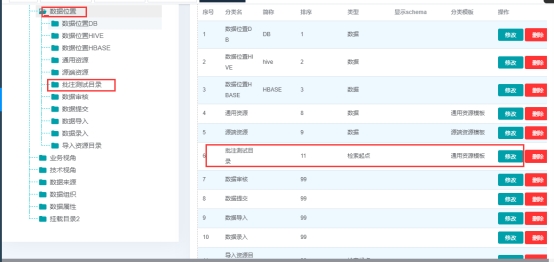 数据位置
数据位置DB
数据位置HIVE
数据位置HBASE
通用资源
源端资源
批注测试目录
数据审核
数据提交
数据导入
数据录入
导入资源目录
业务视角
技术视角
数据来源
数据组织
数据属性
挂载目录2
序号 分类名 简称 排序 类型 显示schema 分类模板 操作
1 数据位置D
B DB 1 数据 修改 删除
2 数据位置HI
VE hive 2 数据 修改 删除
3 数据位置H
BASE HBASE 3 数据 修改 删除
4 通用资源 8 数据 通用资源模板 修改 删除
5 源端资源 9 数据 源端资源模板 修改 删除
6 批注测试目
录 11 检索起点 通用资源模板 修改 删除
7 数据审核 99 修改 删除
8 数据提交 99 修改 删除
9 数据导入 99 修改 删除
10 数据录入 99 修改 删除
导入资源目